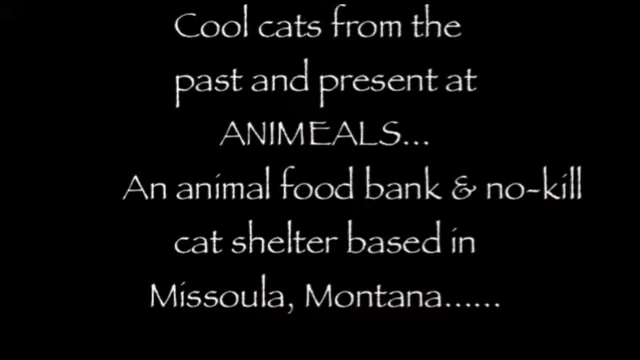 Cool cats from the
past and present at
ANIMEALS...
An animal food bank & no-kill
cat shelter based in
Missoula, Montana......